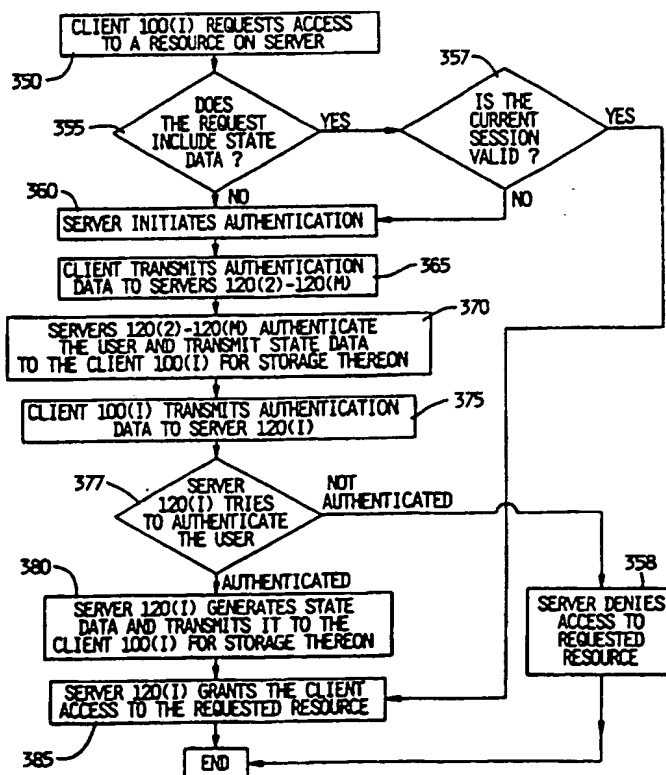 CLIENT 100(I) REQUESTS ACCESS
TO A RESOURCE ON SERVER
350
357
355
DOES
THE REQUEST
INCLUDE STATE
DATA ?
YES
IS THE
CURRENT
SESSION
VALID ?
YES
NO
NO
360
SERVER INITIATES AUTHENTICATION
CLIENT TRANSMITS AUTHENTICATION
DATA TO SERVERS 120(2)-120(M)
365
370
SERVERS 120(2)-120(M) AUTHENTICATE
THE USER AND TRANSMIT STATE DATA
TO THE CLIENT 100(I) FOR STORAGE THEREON
CLIENT 100(I) TRANSMITS AUTHENTICATION
DATA TO SERVER 120(I)
375
377
SERVER
120(I) TRIES
TO AUTHENTICATE
THE USER
NOT
AUTHENTICATED
AUTHENTICATED
380
SERVER 120(I) GENERATES STATE
DATA AND TRANSMITS IT TO THE
CLIENT 100(I) FOR STORAGE THEREON
358
SERVER DENIES
ACCESS TO
REQUESTED
RESOURCE
SERVER 120(I) GRANTS THE CLIENT
ACCESS TO THE REQUESTED RESOURCE
385
END